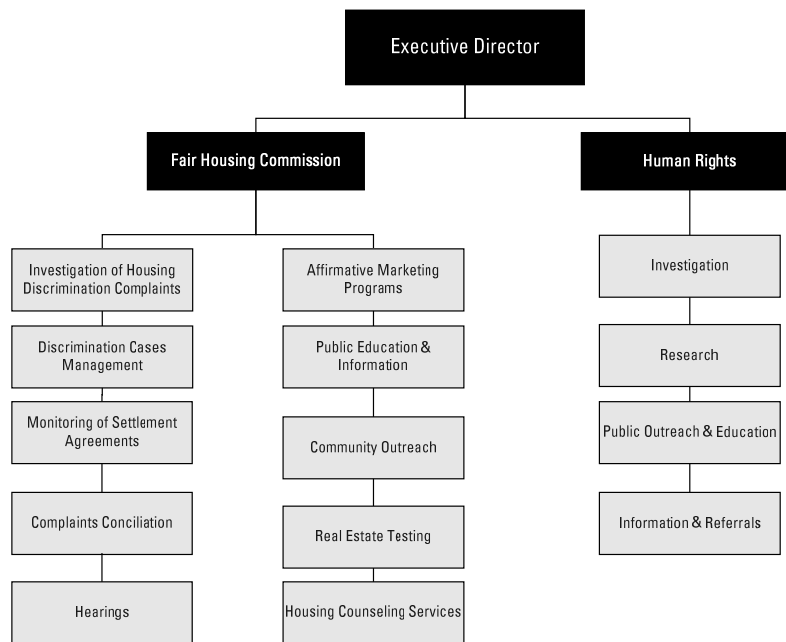 Executive Director
Fair Housing Commission
Human Rights
Investigation of Housing
Discrimination Complaints
Discrimination Cases
Management
Monitoring of Settlement
Agreements
Complaints Conciliation
Hearings
Affirmative Marketing
Programs
Public Education &
Information
Community Outreach
Real Estate Testing
Housing Counseling Services
Investigation
Research
Public Outreach & Education
Information & Referrals